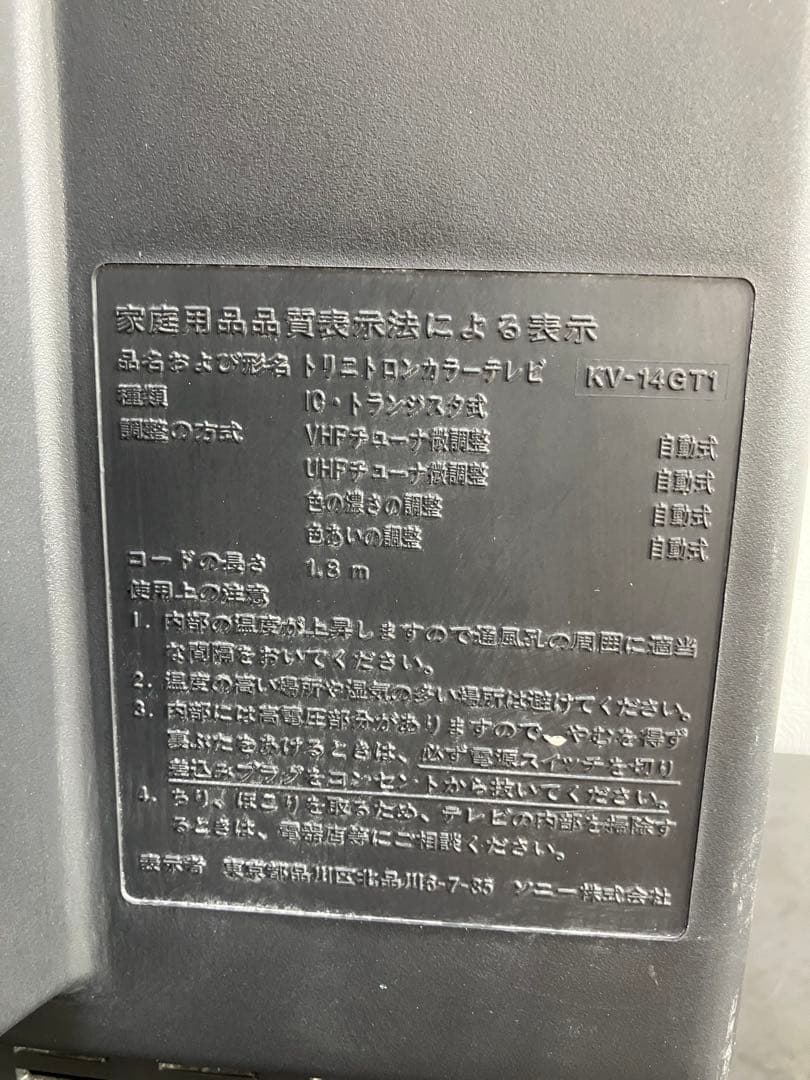 家庭用品品質表示法による表示
品名および形名 トリニトロンカラーテレビ KV-14GT1
種類 IC・トランジスタ式
調整の方式 VHFチューナ微調整 自動式
UHFチューナ微調整 自動式
色の濃さの調整 自動式
色あいの調整 自動式
コードの長さ 1.8 m
使用上の注意
1. 内部の温度が上昇しますので通風孔の周囲に適当
な間隔をおいてください。
2. 温度の高い場所や湿気の多い場所は避けてください。
3. 内部には高電圧部分がありますので、やむを得ず
裏ぶたをあけるときは、必ず電源スイッチを切り
差込みプラグをコンセントから抜いてください。
4. ちり、ほこりを取るため、テレビの内部を掃除す
るときは、電器店等にご相談ください。
表示者 東京都品川区北品川6-7-35 ソニー株式会社